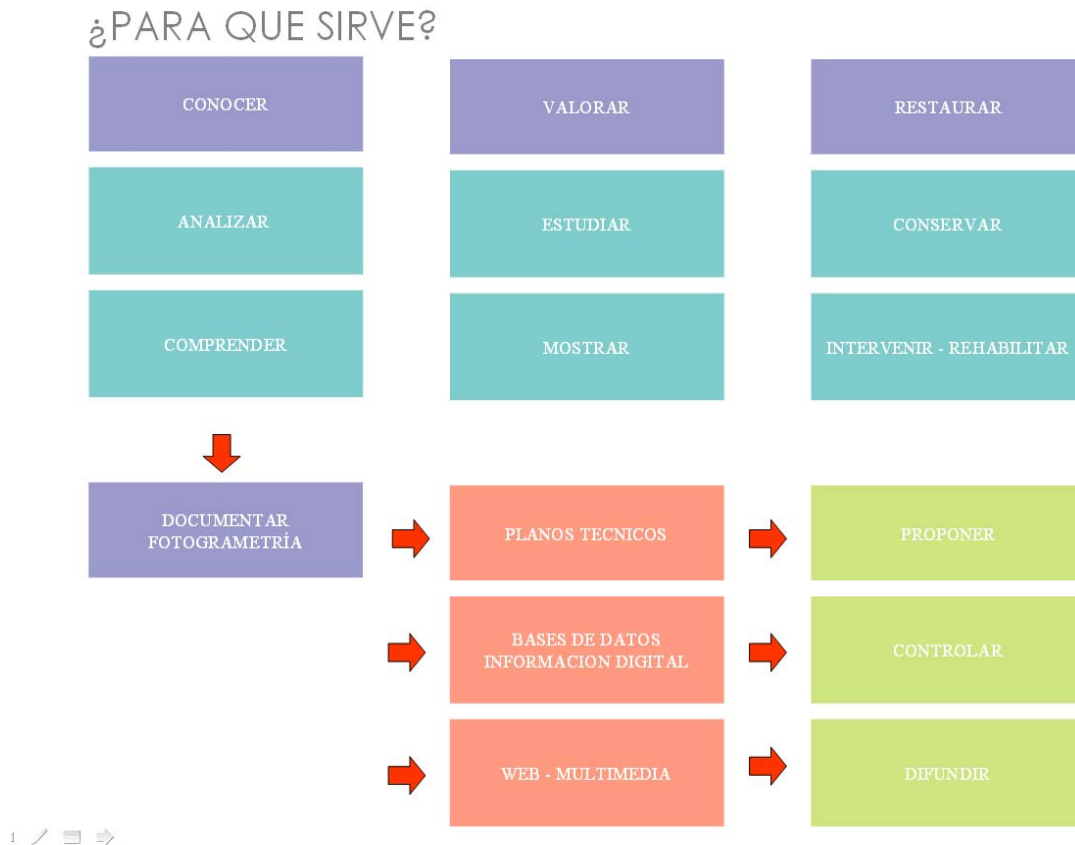 ¿PARA QUE SIRVE?
CONOCER
VALORAR
RESTAURAR
ANALIZAR
ESTUDIAR
CONSERVAR
COMPRENDER
MOSTRAR
INTERVENIR - REHABILITAR
DOCUMENTAR
FOTOGRAMETRÍA
PLANOS TECNICOS
PROPONER
BASES DE DATOS
INFORMACION DIGITAL
CONTROLAR
WEB - MULTIMEDIA
DIFUNDIR